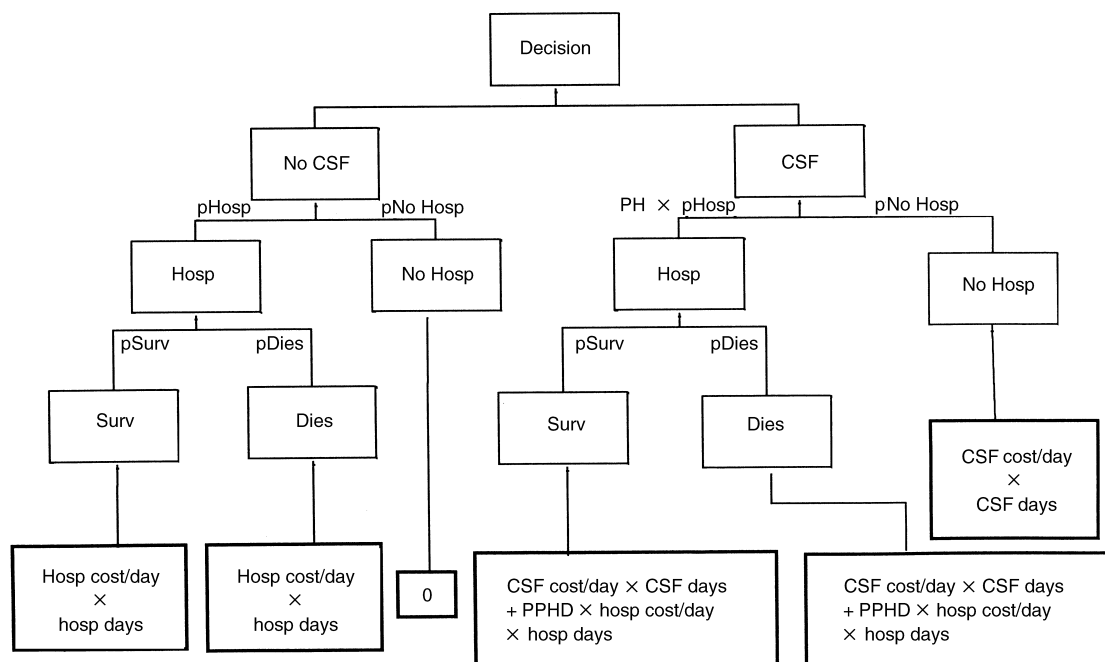 Decision
No CSF
CSF
pHosp
pNo Hosp
PH × pHosp
pNo Hosp
Hosp
No Hosp
Hosp
No Hosp
pSurv
pDies
pSurv
pDies
Surv
Dies
Surv
Dies
CSF cost/day
×
CSF days
Hosp cost/day
×
hosp days
Hosp cost/day
×
hosp days
0
CSF cost/day × CSF days
+ PPHD × hosp cost/day
× hosp days
CSF cost/day × CSF days
+ PPHD × hosp cost/day
× hosp days